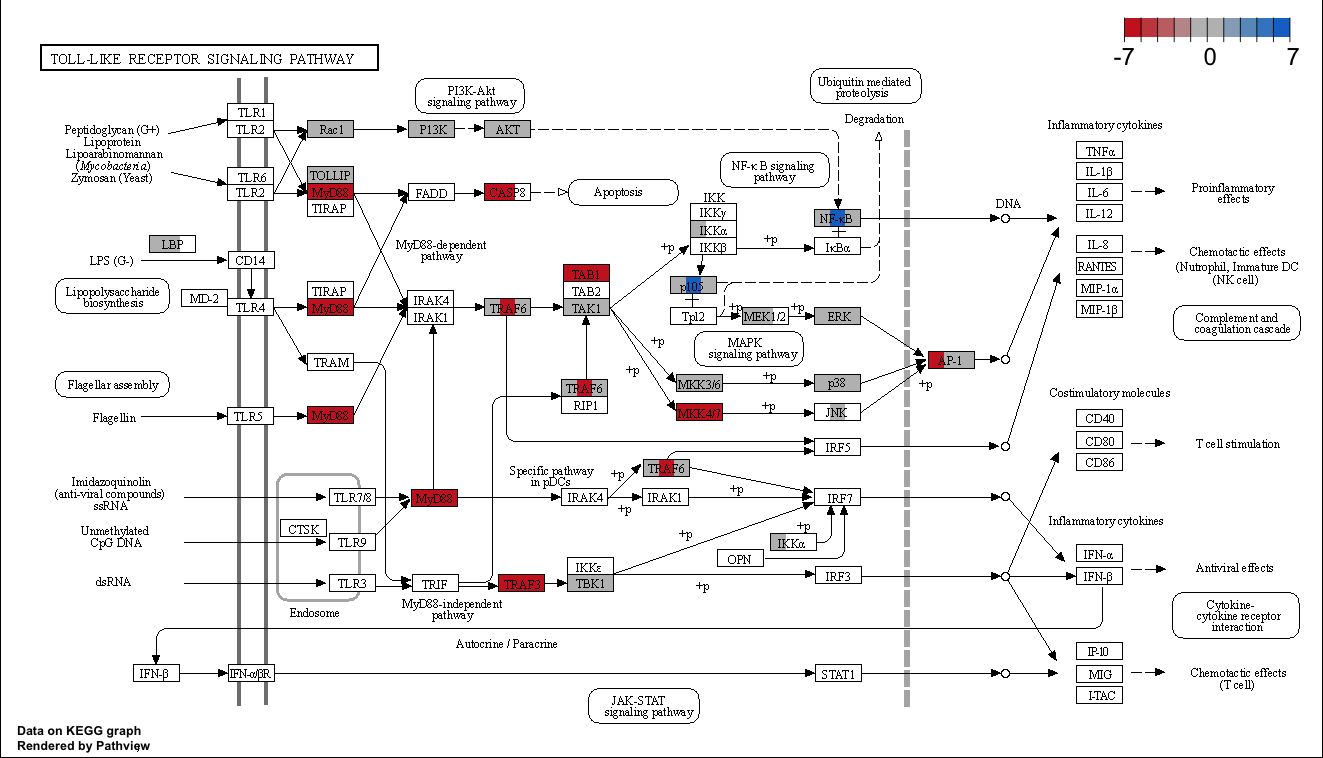 -7
0
7
TOLL-LIKE RECEPTOR SIGNALING PATHWAY
PI3K-Akt
signaling pathway
Ubiquitin mediated
proteolysis
Degradation
NF-κB signaling
pathway
Peptidoglycan (G+)
Lipoprotein
Lipoarabinomannan
(Mycobacteria)
Zymosan (Yeast)
TLR1
TLR2
TLR6
TLR2
Rac1
P13K
AKT
TOLLIP
MyD88
TIRAP
FADD
CASP8
Apoptosis
LBP
LPS (G-)
CD14
Lipopolysaccharide
biosynthesis
MD-2
TLR4
TIRAP
MyD88
MyD88-dependent
pathway
IRAK4
IRAK1
TRAF6
TAB1
TAB2
TAK1
IKK
IKKγ
IKKα
IKKβ
+p
+p
NF-κB
IκBα
p105
Tpl2
+p
MEK1/2
+p
ERK
MAPK
signaling pathway
+p
+p
MKK3/6
+p
p38
MKK4/7
+p
JNK
AP-1
+p
TRAM
Flagellar assembly
Flagellin
TLR5
MyD88
TRAF6
RIP1
IRF5
Imidazoquinolin
(anti-viral compounds)
ssRNA
Unmethylated
CpG DNA
dsRNA
TLR7/8
CTSK
TLR9
TLR3
Endosome
MyD88
Specific pathway
in pDCs
IRAK4
+p
+p
TRAF6
IRAK1
+p
IRF7
+p
+p
IKKα
OPN
TRIF
MyD88-independent
pathway
TRAF3
IKKε
TBK1
+p
IRF3
Autocrine / Paracrine
IFN-β
IFN-α/βR
STAT1
JAK-STAT
signaling pathway
DNA
Inflammatory cytokines
TNFα
IL-1β
IL-6
IL-12
Proinflammatory
effects
IL-8
RANTES
MIP-1α
MIP-1β
Chemotactic effects
(Nutrophil, Immature DC
(NK cell)
Complement and
coagulation cascade
Costimulatory molecules
CD40
CD80
CD86
T cell stimulation
Inflammatory cytokines
IFN-α
IFN-β
Antiviral effects
Cytokine-
cytokine receptor
interaction
IP-10
MIG
I-TAC
Chemotactic effects
(T cell)
Data on KEGG graph
Rendered by Pathview